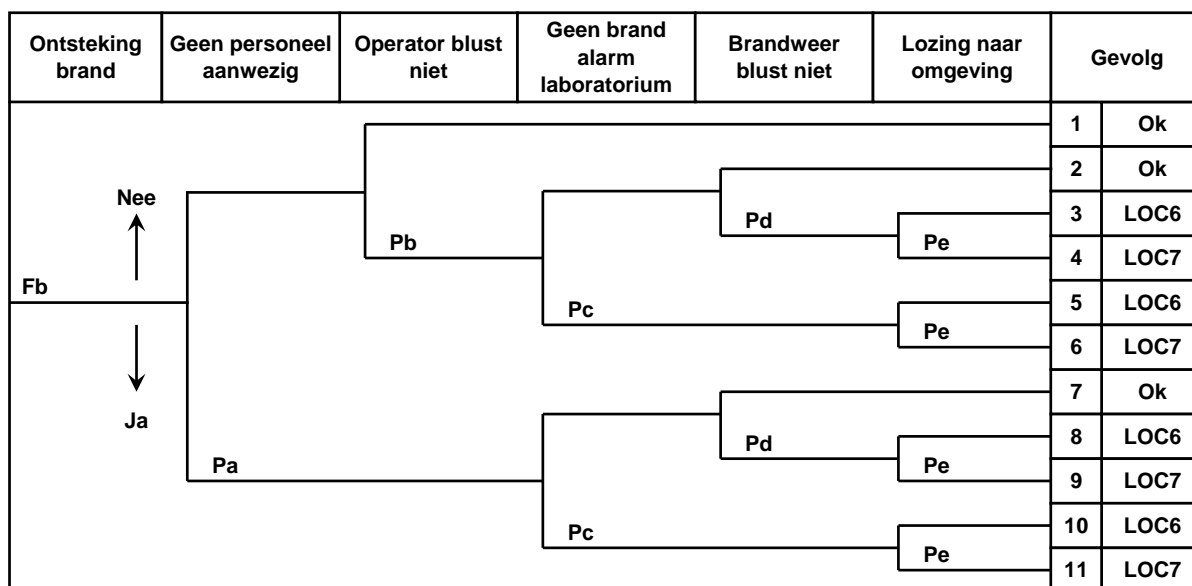 Ontsteking
brand
Geen personeel
aanwezig
Operator blust
niet
Geen brand
alarm
laboratorium
Brandweer
blust niet
Lozing naar
omgeving
Gevolg
1 Ok
2 Ok
Nee
Pd
3 LOC6
Pb
Pe
4 LOC7
Fb
5 LOC6
Pc
Pe
6 LOC7
7 Ok
Ja
Pd
8 LOC6
Pa
Pe
9 LOC7
10 LOC6
Pc
Pe
11 LOC7